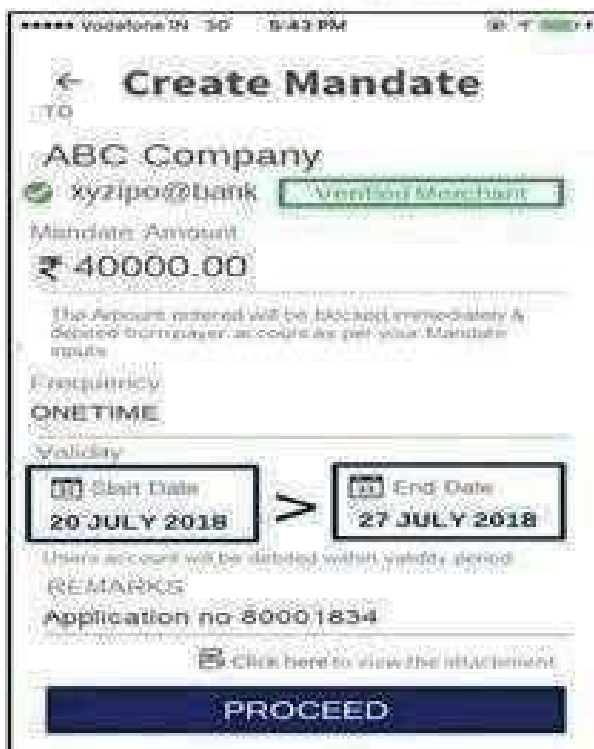 Vodafone IN 3G 5:43 PM
← Create Mandate
TO
ABC Company
xyzipo@bank Verified Merchant
Mandate Amount
₹ 40000.00
The Amount entered will be blocked immediately &
debited from payer account as per your Mandate
inputs
Frequency
ONETIME
Validity
Start Date
20 JULY 2018
>
End Date
27 JULY 2018
Users account will be debited within validity period
REMARKS
Application no 80001834
Click here to view the attachment
PROCEED